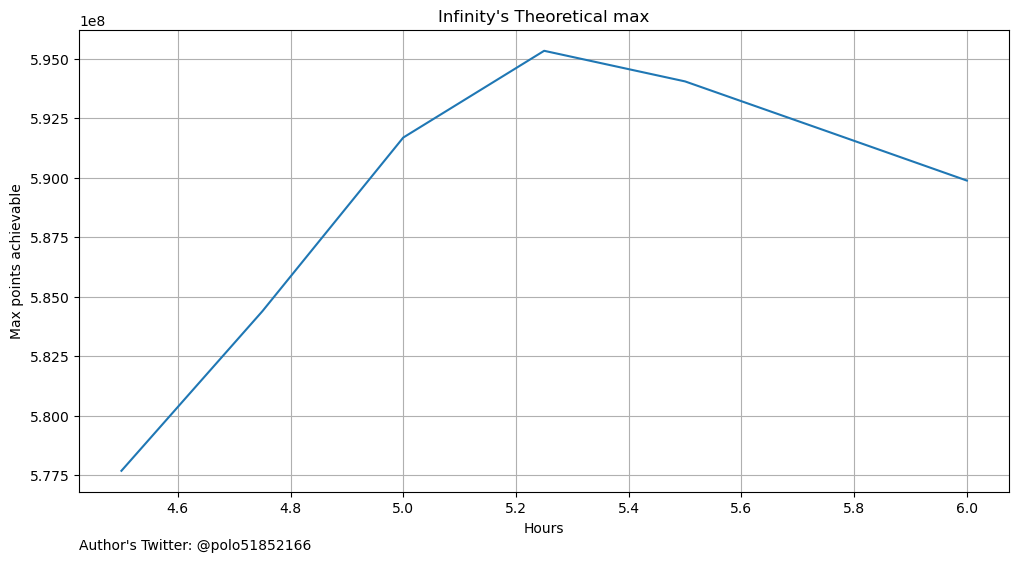 Infinity's Theoretical max
1e8
5.950
5.925
5.900
5.875
5.850
5.825
5.800
5.775
Max points achievable
4.6 4.8 5.0 5.2 5.4 5.6 5.8 6.0
Hours
Author's Twitter: @polo51852166